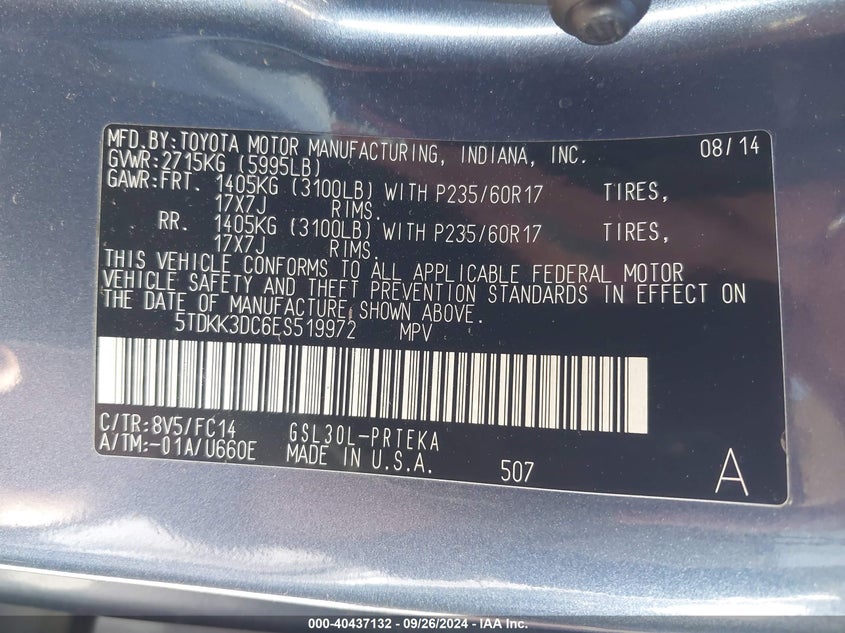 MFD.BY:TOYOTA MOTOR MANUFACTURING, INDIANA, INC. 08/14
GVWR:2715KG (5995LB)
GAWR:FRT. 1405KG (3100LB) WITH P235/60R17 TIRES,
17X7J RIMS.
RR. 1405KG (3100LB) WITH P235/60R17 TIRES,
17X7J RIMS.
THIS VEHICLE CONFORMS TO ALL APPLICABLE FEDERAL MOTOR
VEHICLE SAFETY AND THEFT PREVENTION STANDARDS IN EFFECT ON
THE DATE OF MANUFACTURE SHOWN ABOVE.
5TDKK3DC6ES519972 MPV
C/TR:8V5/FC14 GSL30L-PRTEKA
A/TM:-01A/U660E MADE IN U.S.A. 507 A
000-40437132 - 09/26/2024 - IAA Inc.